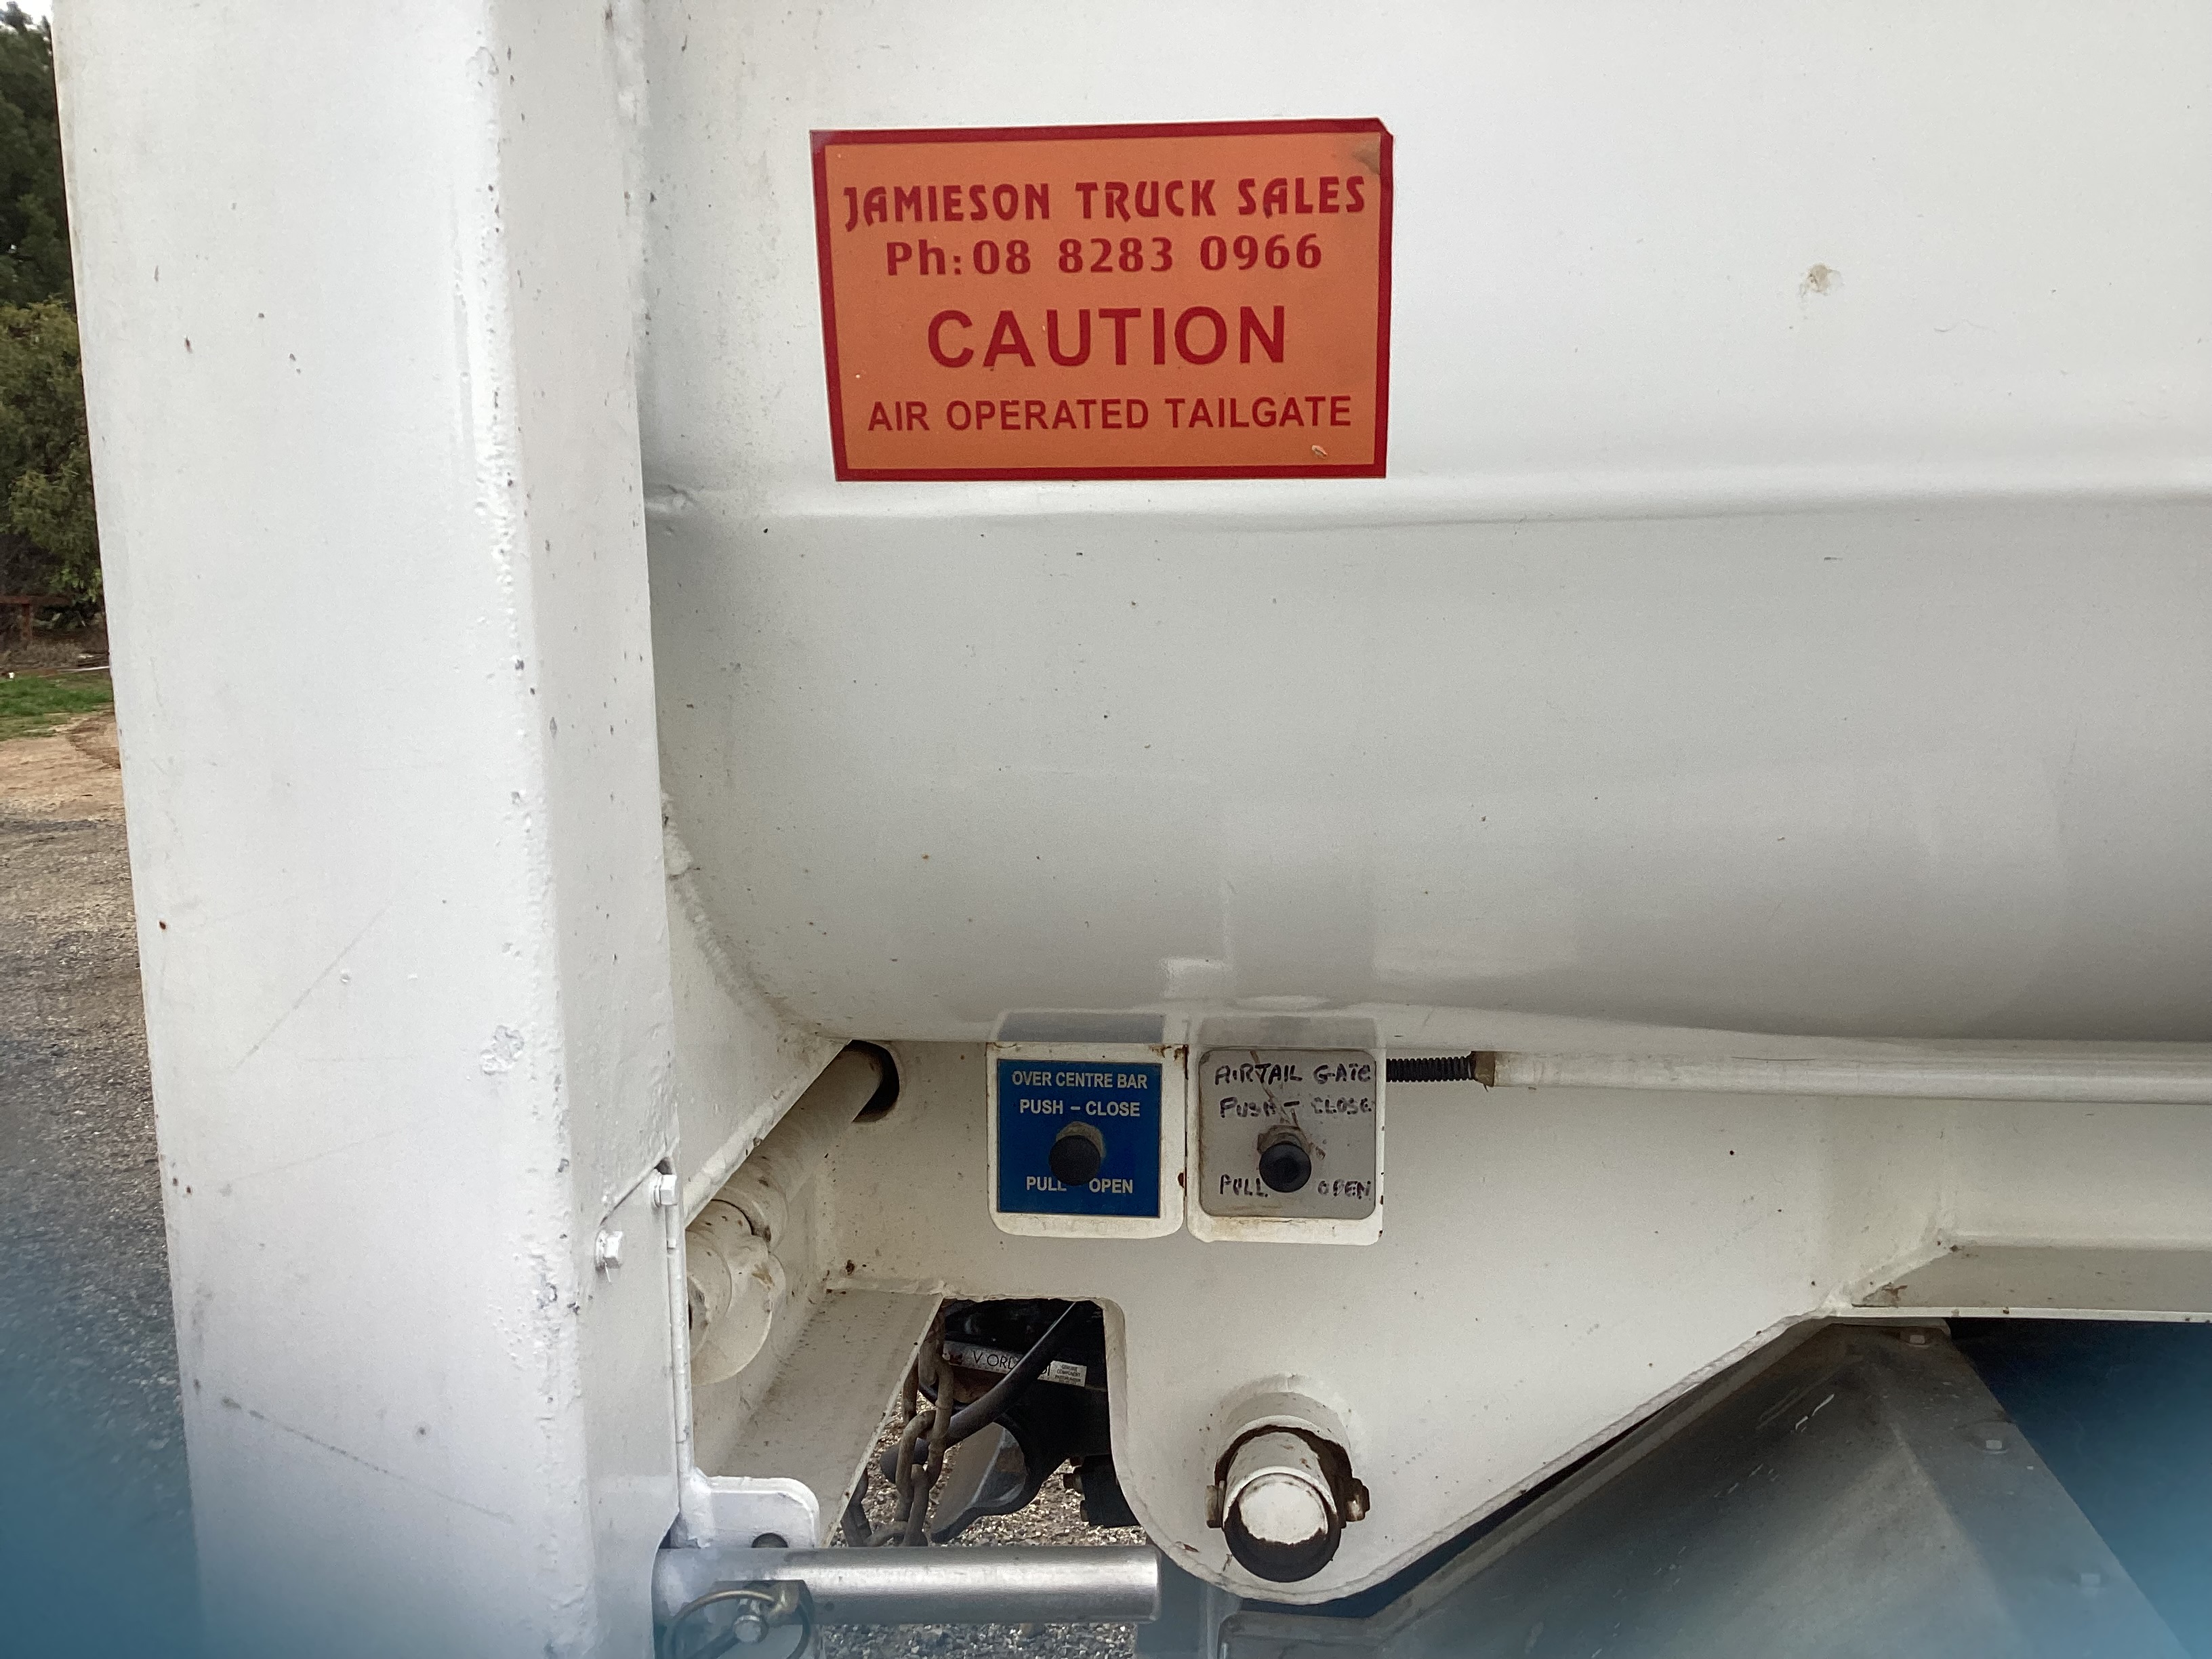 JAMIESON TRUCK SALES
Ph: 08 8283 0966
CAUTION
AIR OPERATED TAILGATE
OVER CENTRE BAR
PUSH – CLOSE
PULL OPEN
AIRTAIL GATE
PUSH – CLOSE
PULL OPEN